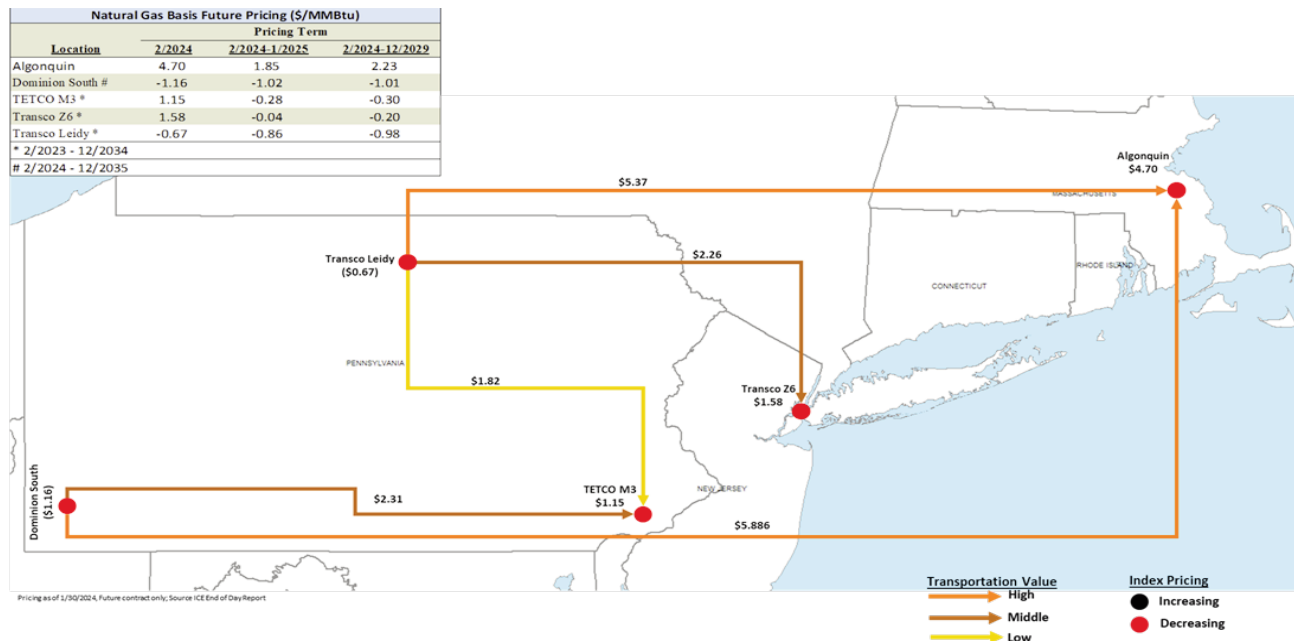 Natural Gas Basis Future Pricing ($/MMBtu)
Pricing Term
Location 2/2024 2/2024-1/2025 2/2024-12/2029
Algonquin 4.70 1.85 2.23
Dominion South # -1.16 -1.02 -1.01
TETCO M3 * 1.15 -0.28 -0.30
Transco Z6 * 1.58 -0.04 -0.20
Transco Leidy * -0.67 -0.86 -0.98
* 2/2023 - 12/2034
# 2/2024 - 12/2035
Algonquin
$4.70
$5.37
MASSACHUSETTS
Transco Leidy
($0.67)
$2.26
RHODE ISLAND
CONNECTICUT
PENNSYLVANIA
$1.82
Transco Z6
$1.58
Dominion South
($1.16)
$2.31
TETCO M3
$1.15
NEW JERSEY
$5.886
Pricing as of 1/30/2024, Future contract only; Source ICE End of Day Report
Transportation Value
High
Middle
Low
Index Pricing
Increasing
Decreasing